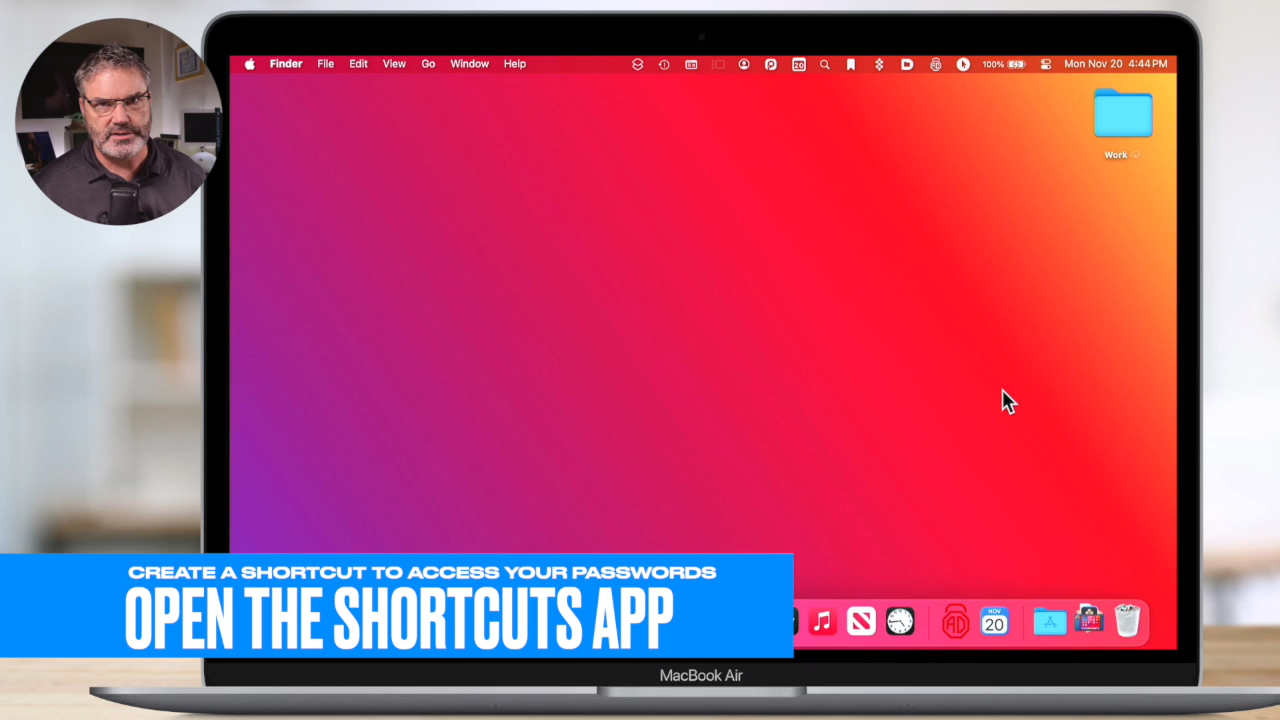 Finder File Edit View Go Window Help 20 100% Mon Nov 20 4:44 PM
Work
CREATE A SHORTCUT TO ACCESS YOUR PASSWORDS
OPEN THE SHORTCUTS APP
NOV
20
MacBook Air